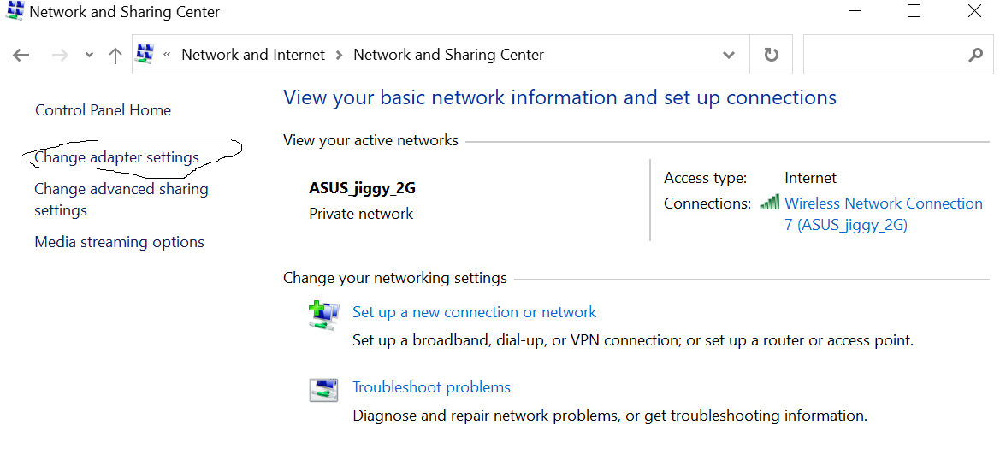 Network and Sharing Center
« Network and Internet > Network and Sharing Center
Control Panel Home
Change adapter settings
Change advanced sharing
settings
Media streaming options
View your basic network information and set up connections
View your active networks
ASUS_jiggy_2G
Private network
Access type: Internet
Connections: Wireless Network Connection
7 (ASUS_jiggy_2G)
Change your networking settings
Set up a new connection or network
Set up a broadband, dial-up, or VPN connection; or set up a router or access point.
Troubleshoot problems
Diagnose and repair network problems, or get troubleshooting information.